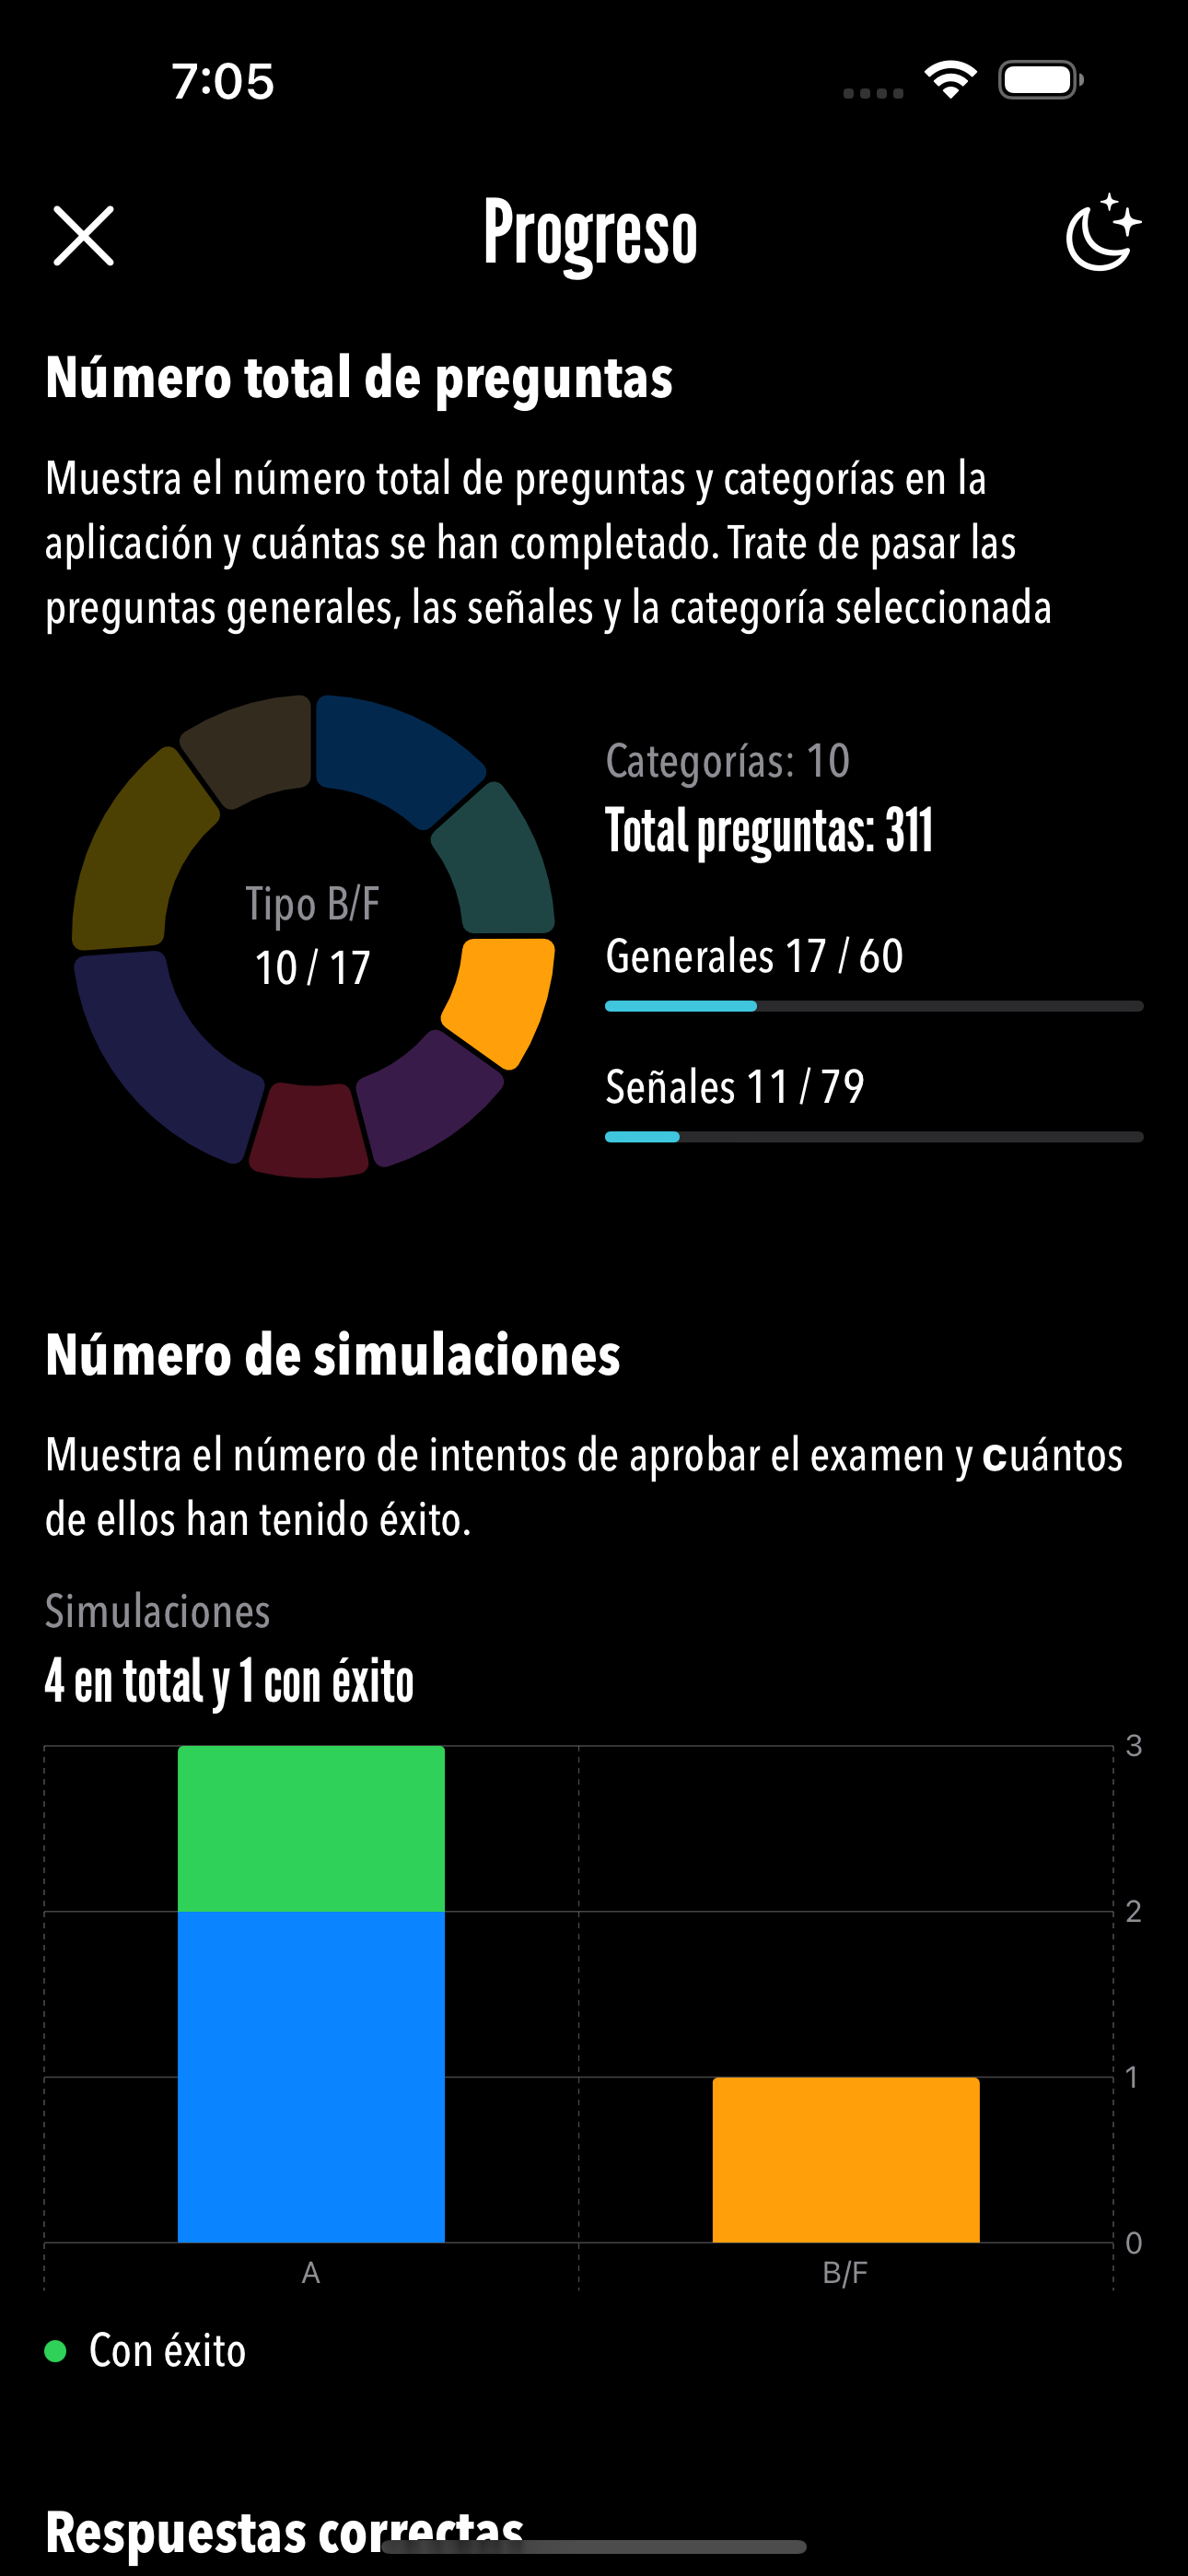 7:05
Progreso
Número total de preguntas
Muestra el número total de preguntas y categorías en la
aplicación y cuántas se han completado. Trate de pasar las
preguntas generales, las señales y la categoría seleccionada
Tipo B/F
10 / 17
Categorías: 10
Total preguntas: 311
Generales 17 / 60
Señales 11 / 79
Número de simulaciones
Muestra el número de intentos de aprobar el examen y cuántos
de ellos han tenido éxito.
Simulaciones
4 en total y 1 con éxito
3
2
1
0
A
B/F
Con éxito
Respuestas correctas